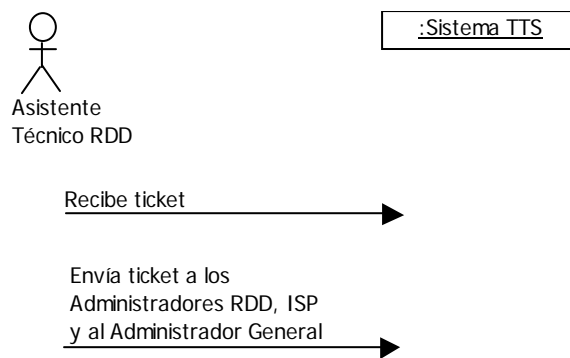 :Sistema TTS
Asistente
Técnico RDD
Recibe ticket
Envía ticket a los
Administradores RDD, ISP
y al Administrador General